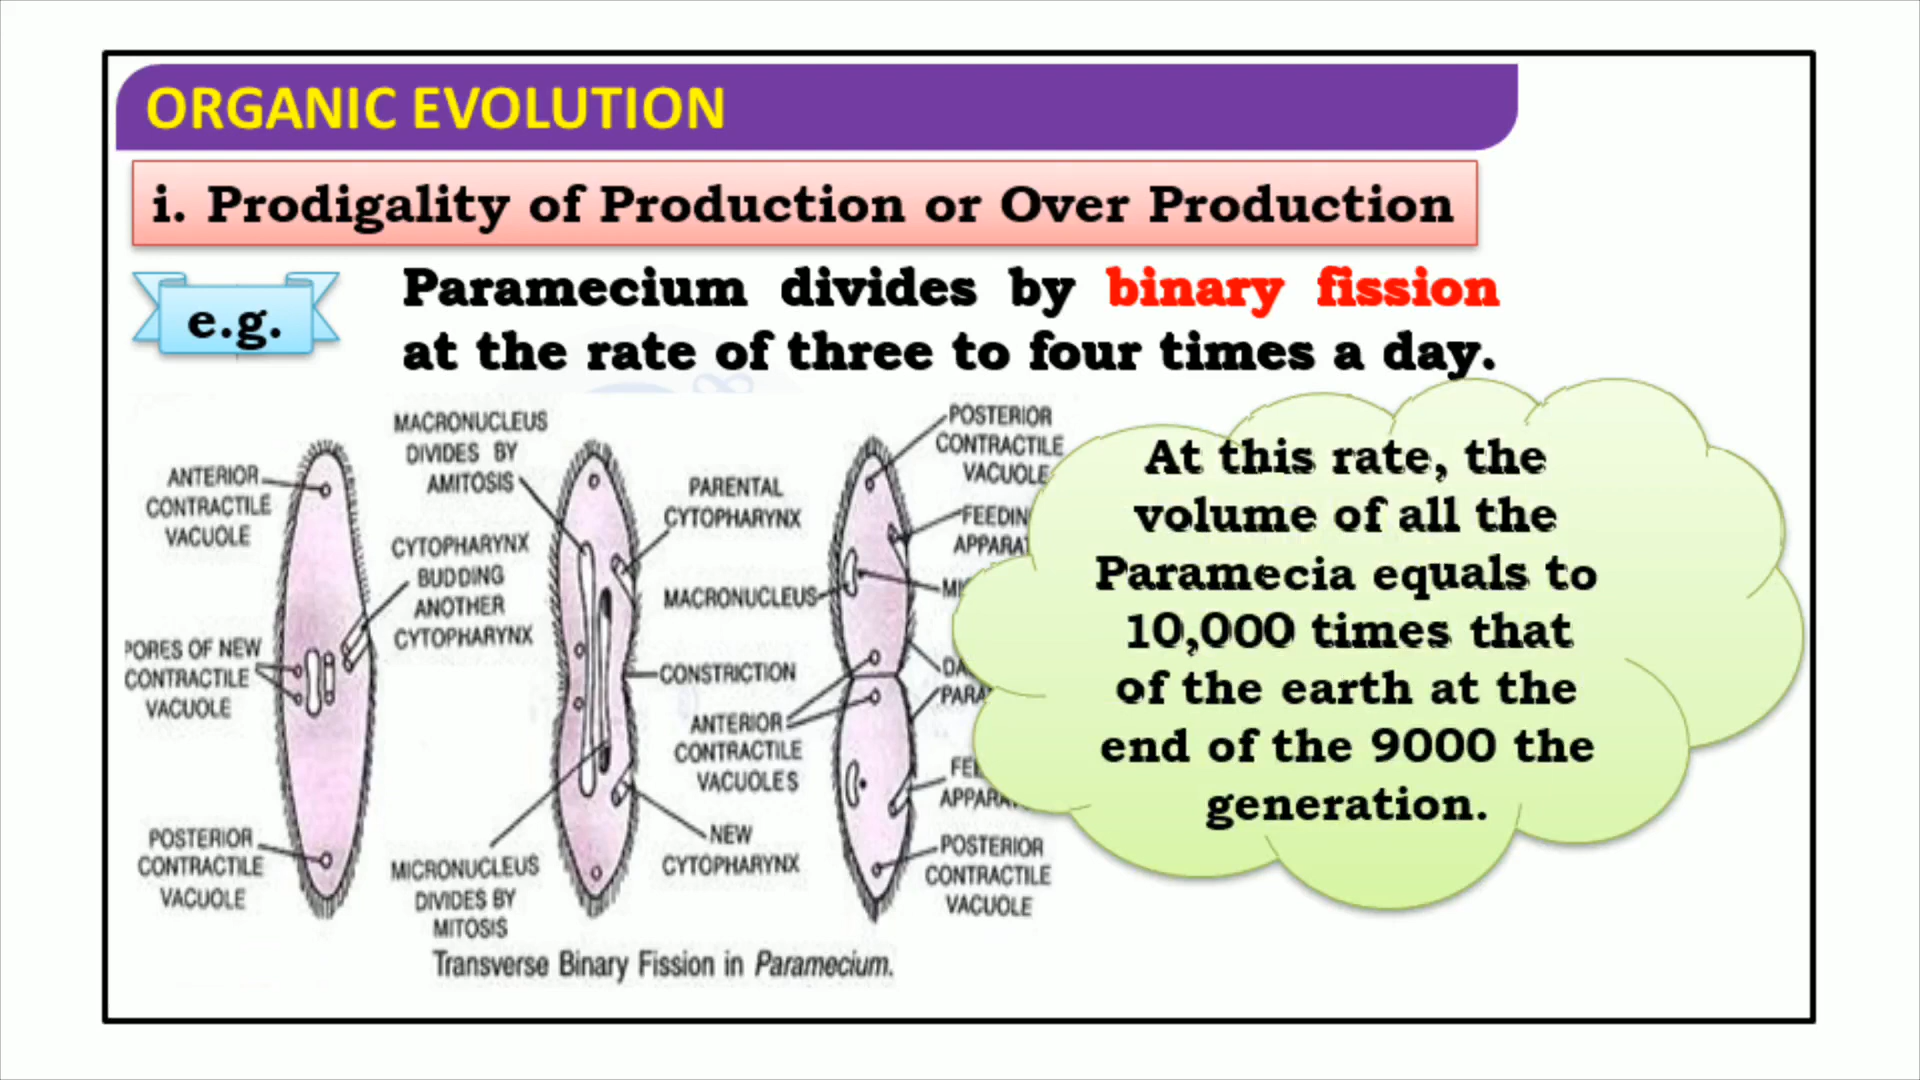 ORGANIC EVOLUTION
i. Prodigality of Production or Over Production
e.g.
Paramecium divides by binary fission
at the rate of three to four times a day.
ANTERIOR
CONTRACTILE
VACUOLE
PORES OF NEW
CONTRACTILE
VACUOLE
POSTERIOR
CONTRACTILE
VACUOLE
MACRONUCLEUS
DIVIDES BY
AMITOSIS
CYTOPHARYNX
BUDDING
ANOTHER
CYTOPHARYNX
MICRONUCLEUS
DIVIDES BY
MITOSIS
PARENTAL
CYTOPHARYNX
MACRONUCLEUS
CONSTRICTION
ANTERIOR
CONTRACTILE
VACUOLES
NEW
CYTOPHARYNX
POSTERIOR
CONTRACTILE
VACUOLE
POSTERIOR
CONTRACTILE
VACUOLE
Transverse Binary Fission in Paramecium.
At this rate, the
volume of all the
Paramecia equals to
10,000 times that
of the earth at the
end of the 9000 the
generation.